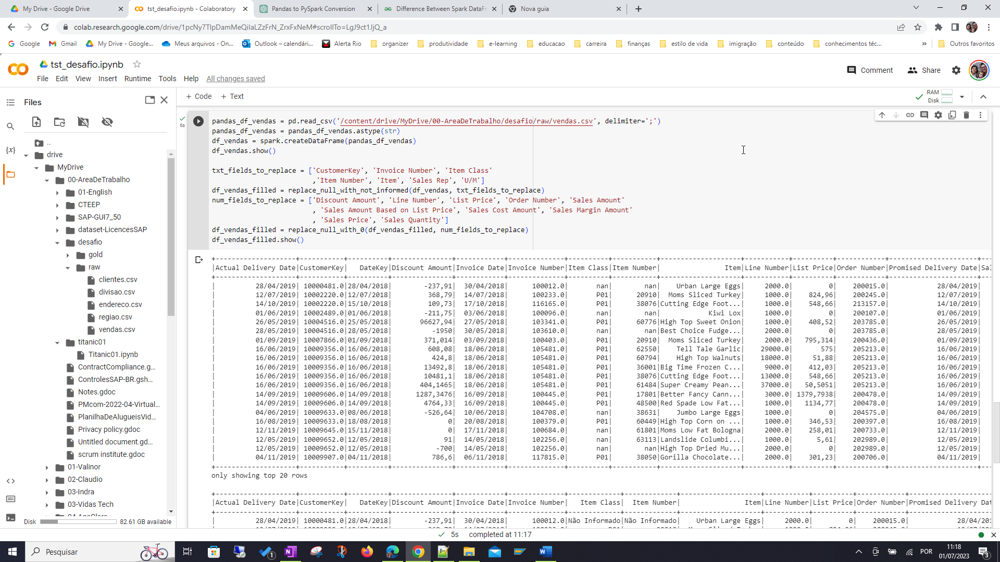 My Drive - Google Drive
tst_desafio.ipynb - Colaboratory
Pandas to PySpark Conversion
Difference Between Spark DataFr
Nova guia
colab.research.google.com/drive/1pcNy7TlpDamMeQiIaLZzFrN_ZrxFxNeM#scrollTo=LgJ9ct1JjQ_a
Google
Gmail
My Drive - Google...
Meus arquivos - On...
Outlook – calendári...
Alerta Rio
organizer
produtividade
e-learning
educacao
carreira
finanças
estilo de vida
imigração
conteúdo
conhecimentos téc...
Outros favoritos
tst_desafio.ipynb
Comment
Share
File Edit View Insert Runtime Tools Help All changes saved
Files
+ Code + Text
RAM
Disk
..
drive
MyDrive
00-AreaDeTrabalho
01-English
CTEEP
SAP-GUI7_50
dataset-LicencesSAP
desafio
gold
raw
clientes.csv
divisao.csv
endereco.csv
regiao.csv
vendas.csv
titanic01
Titanic01.ipynb
ContractCompliance.g...
ControlesSAP-BR.gsh...
Notes.gdoc
PMcom-2022-04-Virtual...
PlanilhaDeAlugueisVid...
Privacy policy.gdoc
Untitled document.gd...
scrum institute.gdoc
01-Valinor
02-Claudio
03-Indra
03-Vidas Tech
Disk 82.61 GB available
6s
pandas_df_vendas = pd.read_csv('/content/drive/MyDrive/00-AreaDeTrabalho/desafio/raw/vendas.csv', delimiter=';')
pandas_df_vendas = pandas_df_vendas.astype(str)
df_vendas = spark.createDataFrame(pandas_df_vendas)
df_vendas.show()
txt_fields_to_replace = ['CustomerKey', 'Invoice Number', 'Item Class'
,'Item Number', 'Item', 'Sales Rep', 'U/M']
df_vendas_filled = replace_null_with_not_informed(df_vendas, txt_fields_to_replace)
num_fields_to_replace = ['Discount Amount', 'Line Number', 'List Price', 'Order Number', 'Sales Amount'
, 'Sales Amount Based on List Price', 'Sales Cost Amount', 'Sales Margin Amount'
, 'Sales Price', 'Sales Quantity']
df_vendas_filled = replace_null_with_0(df_vendas_filled, num_fields_to_replace)
df_vendas_filled.show()
|Actual Delivery Date|CustomerKey| DateKey|Discount Amount|Invoice Date|Invoice Number|Item Class|Item Number| Item|Line Number|List Price|Order Number|Promised Delivery Date|Sal
| 28/04/2019| 10000481.0|28/04/2018| -237,91| 30/04/2018| 100012.0| nan| nan| Urban Large Eggs| 2000.0| 0| 200015.0| 28/04/2019|
| 12/07/2019| 10002220.0|12/07/2018| 368,79| 14/07/2018| 100233.0| P01| 20910| Moms Sliced Turkey| 1000.0| 824,96| 200245.0| 12/07/2019|
| 14/10/2019| 10002220.0|15/10/2018| 109,73| 17/10/2018| 116165.0| P01| 38076|Cutting Edge Foot...| 1000.0| 548,66| 213157.0| 14/10/2019|
| 01/06/2019| 10002489.0|01/06/2018| -211,75| 03/06/2018| 100096.0| nan| nan| Kiwi Lox| 1000.0| 0| 200107.0| 01/06/2019|
| 26/05/2019| 10004516.0|25/05/2018| 96627,94| 27/05/2018| 103341.0| P01| 60776|High Top Sweet Onion| 1000.0| 408,52| 203785.0| 26/05/2019|
| 28/05/2019| 10004516.0|28/05/2018| -1950| 30/05/2018| 103610.0| nan| nan|Best Choice Fudge...| 2000.0| 0| 203785.0| 28/05/2019|
| 01/09/2019| 10007866.0|01/09/2018| 371,014| 03/09/2018| 100403.0| P01| 20910| Moms Sliced Turkey| 2000.0| 795,314| 200436.0| 01/09/2019|
| 16/06/2019| 10009356.0|16/06/2018| 608,08| 18/06/2018| 105481.0| P01| 62550| Tell Tale Garlic| 29000.0| 575| 205213.0| 16/06/2019|
| 16/06/2019| 10009356.0|16/06/2018| 424,8| 18/06/2018| 105481.0| P01| 60794| High Top Walnuts| 18000.0| 51,88| 205213.0| 16/06/2019|
| 16/06/2019| 10009356.0|16/06/2018| 13492,8| 18/06/2018| 105481.0| P01| 36001|Big Time Frozen C...| 9000.0| 412,03| 205213.0| 16/06/2019|
| 16/06/2019| 10009356.0|16/06/2018| 10481,1| 18/06/2018| 105481.0| P01| 38076|Cutting Edge Foot...| 13000.0| 548,66| 205213.0| 16/06/2019|
| 16/06/2019| 10009356.0|16/06/2018| 404,1465| 18/06/2018| 105481.0| P01| 61484|Super Creamy Pean...| 37000.0| 50,5051| 205213.0| 16/06/2019|
| 14/09/2019| 10009606.0|14/09/2018| 1287,3476| 16/09/2018| 100445.0| P01| 17801|Better Fancy Cann...| 3000.0| 1379,7938| 200478.0| 14/09/2019|
| 14/09/2019| 10009606.0|14/09/2018| 4764,33| 16/09/2018| 100445.0| P01| 48500|Red Spade Low Fat...| 1000.0| 1134,77| 200478.0| 14/09/2019|
| 04/06/2019| 10009633.0|08/06/2018| -526,64| 10/06/2018| 104708.0| nan| 38631| Jumbo Large Eggs| 1000.0| 0| 204575.0| 04/06/2019|
| 16/08/2019| 10009633.0|18/08/2018| 0| 20/08/2018| 100379.0| P01| 60449|High Top Corn on ...| 1000.0| 346,53| 200397.0| 16/08/2019|
| 12/11/2019| 10009645.0|15/11/2018| 0| 17/11/2018| 100684.0| nan| 61801|Moms Low Fat Bologna| 2000.0| 258,01| 200733.0| 12/11/2019|
| 12/05/2019| 10009652.0|12/05/2018| 91| 14/05/2018| 102256.0| nan| 63113|Landslide Columbi...| 1000.0| 5,61| 202989.0| 12/05/2019|
| 12/05/2019| 10009652.0|12/05/2018| -700| 14/05/2018| 102256.0| nan| nan|High Top Dried Mu...| 2000.0| 0| 202989.0| 12/05/2019|
| 04/11/2019| 10009907.0|04/11/2018| 786,6| 06/11/2018| 117815.0| P01| 38050|Gorilla Chocolate...| 2000.0| 301,23| 200706.0| 04/11/2019|
only showing top 20 rows
|Actual Delivery Date|CustomerKey| DateKey|Discount Amount|Invoice Date|Invoice Number| Item Class| Item Number| Item|Line Number|List Price|Order Number|Promised Delivery Dat
| 28/04/2019| 10000481.0|28/04/2018| -237,91| 30/04/2018| 100012.0|Não Informado|Não Informado| Urban Large Eggs| 2000.0| 0| 200015.0| 28/04/201
5s completed at 11:17
Pesquisar
POR
11:18
01/07/2023